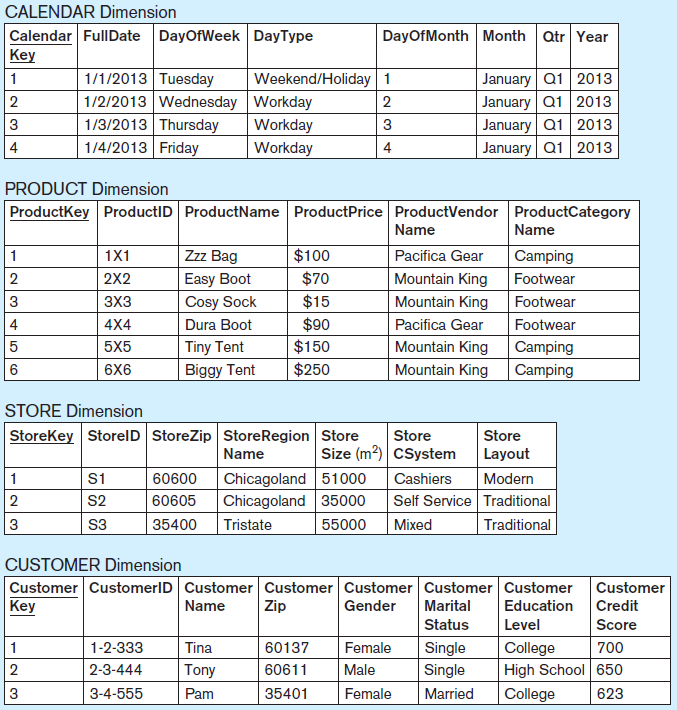 CALENDAR Dimension
Calendar Key FullDate DayOfWeek DayType DayOfMonth Month Qtr Year
1 1/1/2013 Tuesday Weekend/Holiday 1 January Q1 2013
2 1/2/2013 Wednesday Workday 2 January Q1 2013
3 1/3/2013 Thursday Workday 3 January Q1 2013
4 1/4/2013 Friday Workday 4 January Q1 2013
PRODUCT Dimension
ProductKey ProductID ProductName ProductPrice ProductVendor Name ProductCategory Name
1 1X1 Zzz Bag $100 Pacifica Gear Camping
2 2X2 Easy Boot $70 Mountain King Footwear
3 3X3 Cosy Sock $15 Mountain King Footwear
4 4X4 Dura Boot $90 Pacifica Gear Footwear
5 5X5 Tiny Tent $150 Mountain King Camping
6 6X6 Biggy Tent $250 Mountain King Camping
STORE Dimension
StoreKey StoreID StoreZip StoreRegion Name Store Size (m²) Store CSystem Store Layout
1 S1 60600 Chicagoland 51000 Cashiers Modern
2 S2 60605 Chicagoland 35000 Self Service Traditional
3 S3 35400 Tristate 55000 Mixed Traditional
CUSTOMER Dimension
Customer Key CustomerID Customer Name Customer Zip Customer Gender Customer Marital Status Customer Education Level Customer Credit Score
1 1-2-333 Tina 60137 Female Single College 700
2 2-3-444 Tony 60611 Male Single High School 650
3 3-4-555 Pam 35401 Female Married College 623